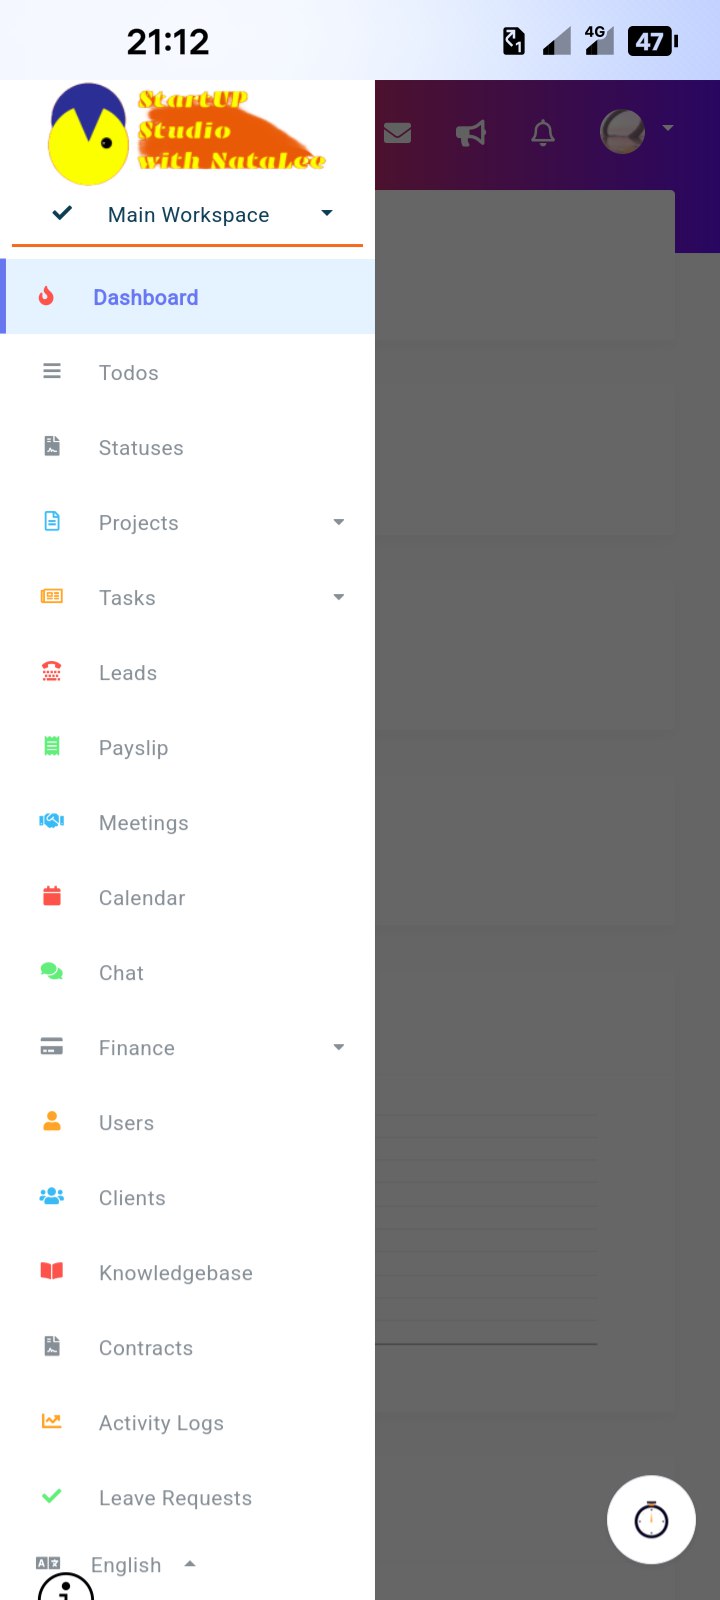 21:12
4G
47
1
StartUP
Studio
with NataLee
Main Workspace
Dashboard
Todos
Statuses
Projects
Tasks
Leads
Payslip
Meetings
Calendar
Chat
Finance
Users
Clients
Knowledgebase
Contracts
Activity Logs
Leave Requests
English